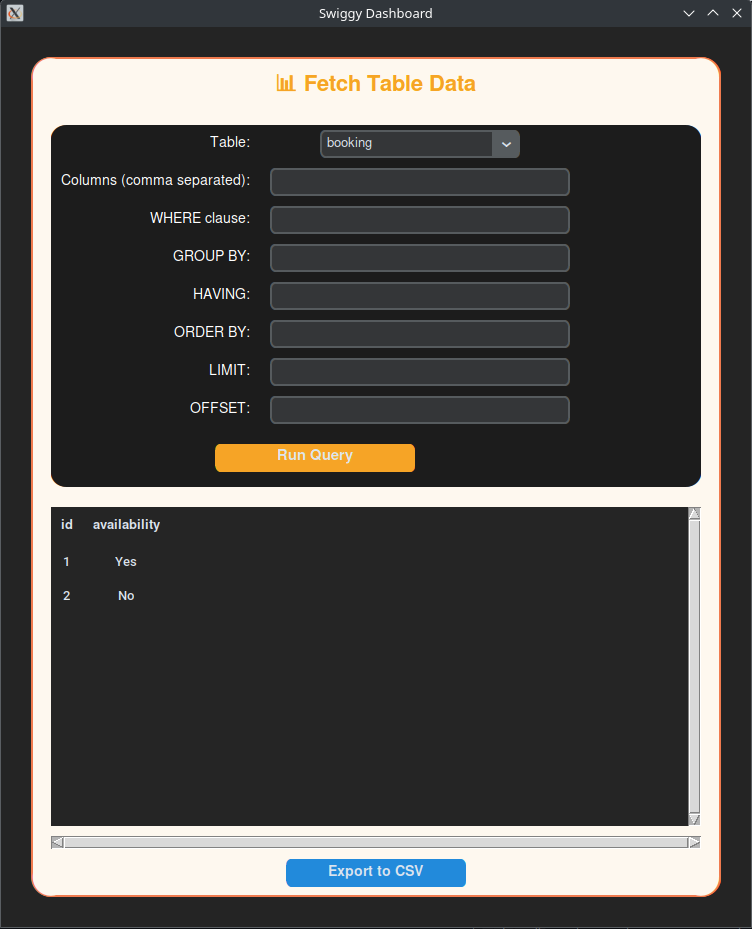 Swiggy Dashboard
📊 Fetch Table Data
Table: booking
Columns (comma separated):
WHERE clause:
GROUP BY:
HAVING:
ORDER BY:
LIMIT:
OFFSET:
Run Query
id availability
1 Yes
2 No
Export to CSV